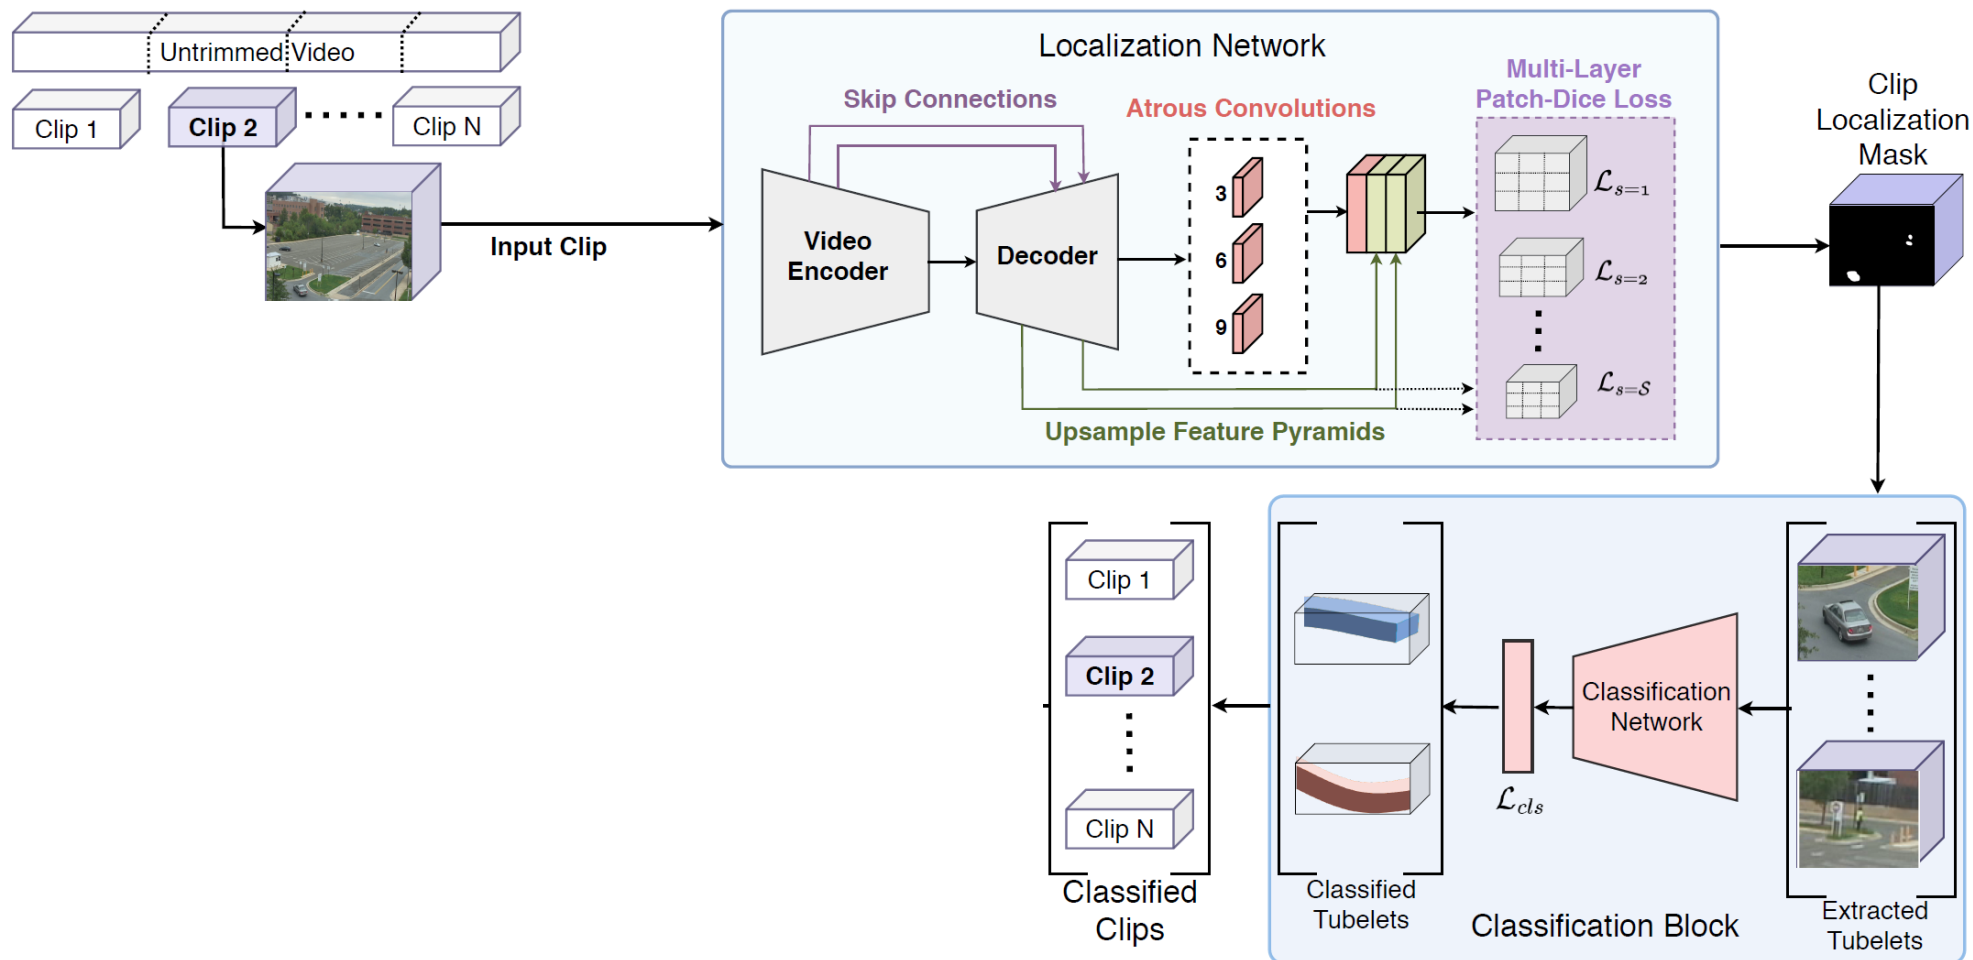 Untrimmed Video
Clip 1
Clip 2
Clip N
Input Clip
Localization Network
Skip Connections
Atrous Convolutions
Multi-Layer
Patch-Dice Loss
Video
Encoder
Decoder
3
6
9
ℒs=1
ℒs=2
ℒs=𝒮
Upsample Feature Pyramids
Clip
Localization
Mask
Clip 1
Clip 2
Clip N
Classified
Clips
Classified
Tubelets
ℒcls
Classification
Network
Classification Block
Extracted
Tubelets